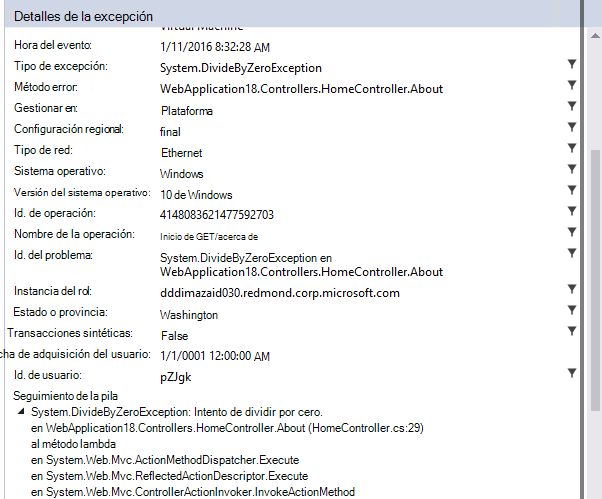 Detalles de la excepción
Virtual Machine
Hora del evento: 1/11/2016 8:32:28 AM
Tipo de excepción: System.DivideByZeroException
Método error: WebApplication18.Controllers.HomeController.About
Gestionar en: Plataforma
Configuración regional: final
Tipo de red: Ethernet
Sistema operativo: Windows
Versión del sistema operativo: 10 de Windows
Id. de operación: 4148083621477592703
Nombre de la operación: Inicio de GET/acerca de
Id. del problema: System.DivideByZeroException en
WebApplication18.Controllers.HomeController.About
Instancia del rol: dddimazaid030.redmond.corp.microsoft.com
Estado o provincia: Washington
Transacciones sintéticas: False
cha de adquisición del usuario: 1/1/0001 12:00:00 AM
Id. de usuario: pZJgk
Seguimiento de la pila
System.DivideByZeroException: Intento de dividir por cero.
en WebApplication18.Controllers.HomeController.About (HomeController.cs:29)
al método lambda
en System.Web.Mvc.ActionMethodDispatcher.Execute
en System.Web.Mvc.ReflectedActionDescriptor.Execute
en System.Web.Mvc.ControllerActionInvoker.InvokeActionMethod